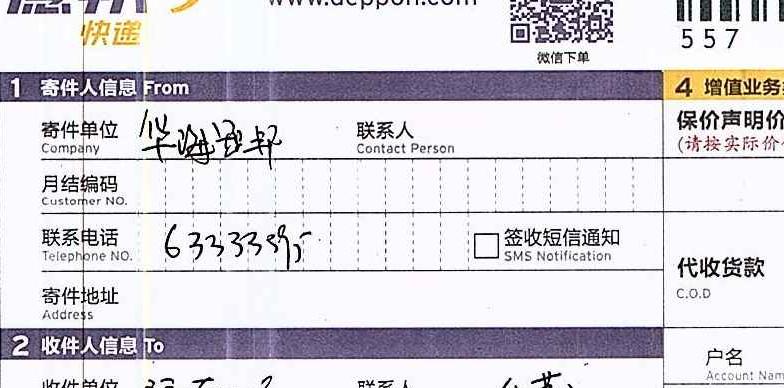 德邦
快递
www.deppon.com
微信下单
557
1 寄件人信息 From
4 增值业务
寄件单位 华海通邦 联系人
Company Contact Person
保价声明价
(请按实际价
月结编码
Customer NO.
联系电话 63333595 签收短信通知
Telephone NO. SMS Notification
代收货款
C.O.D
寄件地址
Address
2 收件人信息 To
户名
Account Nam
收件单位 联系人